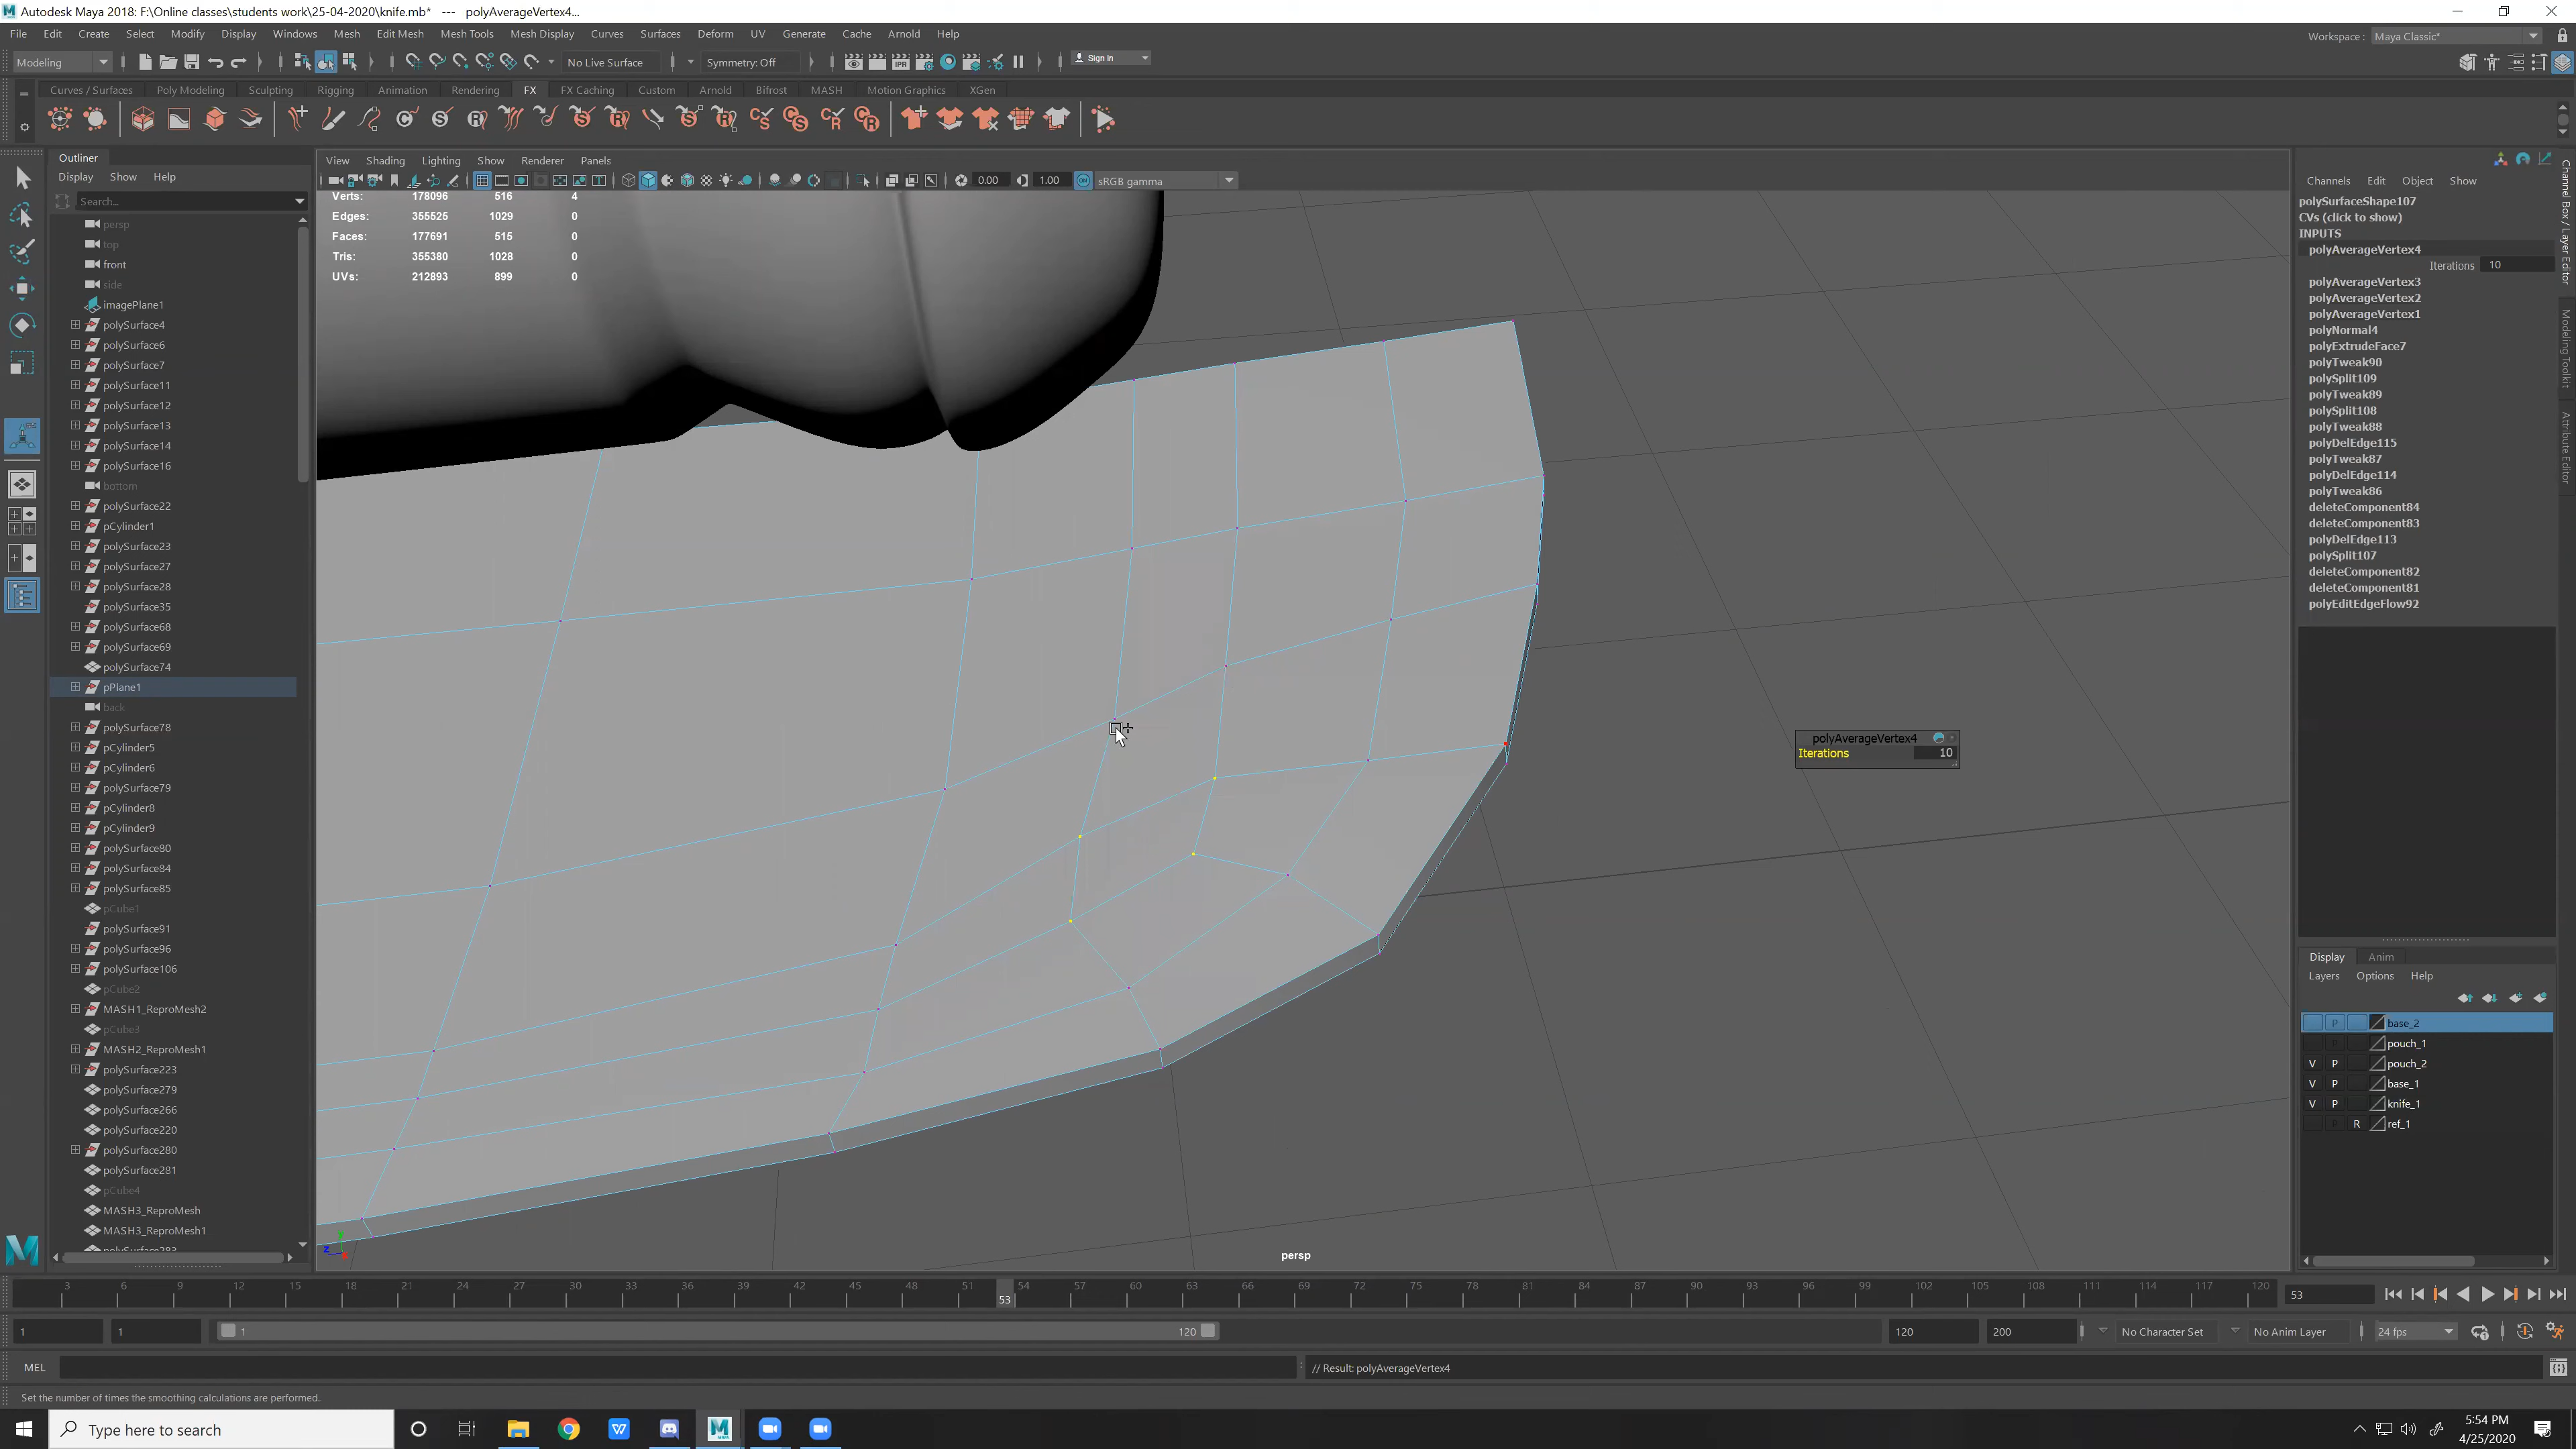 Autodesk Maya 2018: F:\Online classes\students work\25-04-2020\knife.mb* --- polyAverageVertex4...
File Edit Create Select Modify Display Windows Mesh Edit Mesh Mesh Tools Mesh Display Curves Surfaces Deform UV Generate Cache Arnold Help
Workspace : Maya Classic*
Modeling No Live Surface Symmetry: Off Sign In
Curves / Surfaces Poly Modeling Sculpting Rigging Animation Rendering FX FX Caching Custom Arnold Bifrost MASH Motion Graphics XGen
Outliner
Display Show Help
Search...
persp
top
front
side
imagePlane1
polySurface4
polySurface6
polySurface7
polySurface11
polySurface12
polySurface13
polySurface14
polySurface16
bottom
polySurface22
pCylinder1
polySurface23
polySurface27
polySurface28
polySurface35
polySurface68
polySurface69
polySurface74
pPlane1
back
polySurface78
pCylinder5
pCylinder6
polySurface79
pCylinder8
pCylinder9
polySurface80
polySurface84
polySurface85
pCube1
polySurface91
polySurface96
polySurface106
pCube2
MASH1_ReproMesh2
pCube3
MASH2_ReproMesh1
polySurface223
polySurface279
polySurface266
polySurface220
polySurface280
polySurface281
pCube4
MASH3_ReproMesh
MASH3_ReproMesh1
polySurface283
View Shading Lighting Show Renderer Panels
0.00 1.00 ON sRGB gamma
Verts: 178096 516 4
Edges: 355525 1029 0
Faces: 177691 515 0
Tris: 355380 1028 0
UVs: 212893 899 0
polyAverageVertex4
Iterations 10
persp
Channels Edit Object Show
polySurfaceShape107
CVs (click to show)
INPUTS
polyAverageVertex4
Iterations 10
polyAverageVertex3
polyAverageVertex2
polyAverageVertex1
polyNormal4
polyExtrudeFace7
polyTweak90
polySplit109
polyTweak89
polySplit108
polyTweak88
polyDelEdge115
polyTweak87
polyDelEdge114
polyTweak86
deleteComponent84
deleteComponent83
polyDelEdge113
polySplit107
deleteComponent82
deleteComponent81
polyEditEdgeFlow92
Channel Box / Layer Editor
Modeling Toolkit
Attribute Editor
Display Anim
Layers Options Help
P base_2
P pouch_1
V P pouch_2
V P base_1
V P knife_1
P R ref_1
3 6 9 12 15 18 21 24 27 30 33 36 39 42 45 48 51 54 57 60 63 66 69 72 75 78 81 84 87 90 93 96 99 102 105 108 111 114 117 120
53 53
1 1 1 120 120 200 No Character Set No Anim Layer 24 fps
MEL // Result: polyAverageVertex4
Set the number of times the smoothing calculations are performed.
Type here to search
5:54 PM
4/25/2020